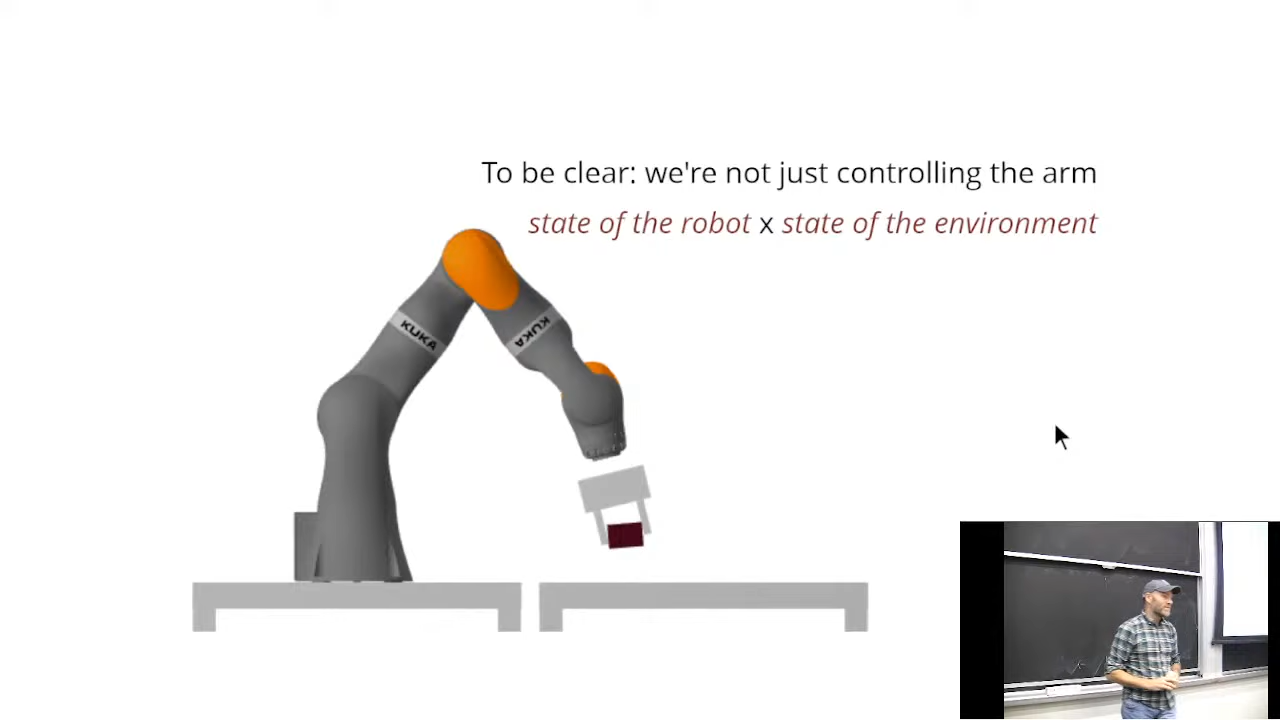 To be clear: we're not just controlling the arm
state of the robot x state of the environment
KUKA
KUKA